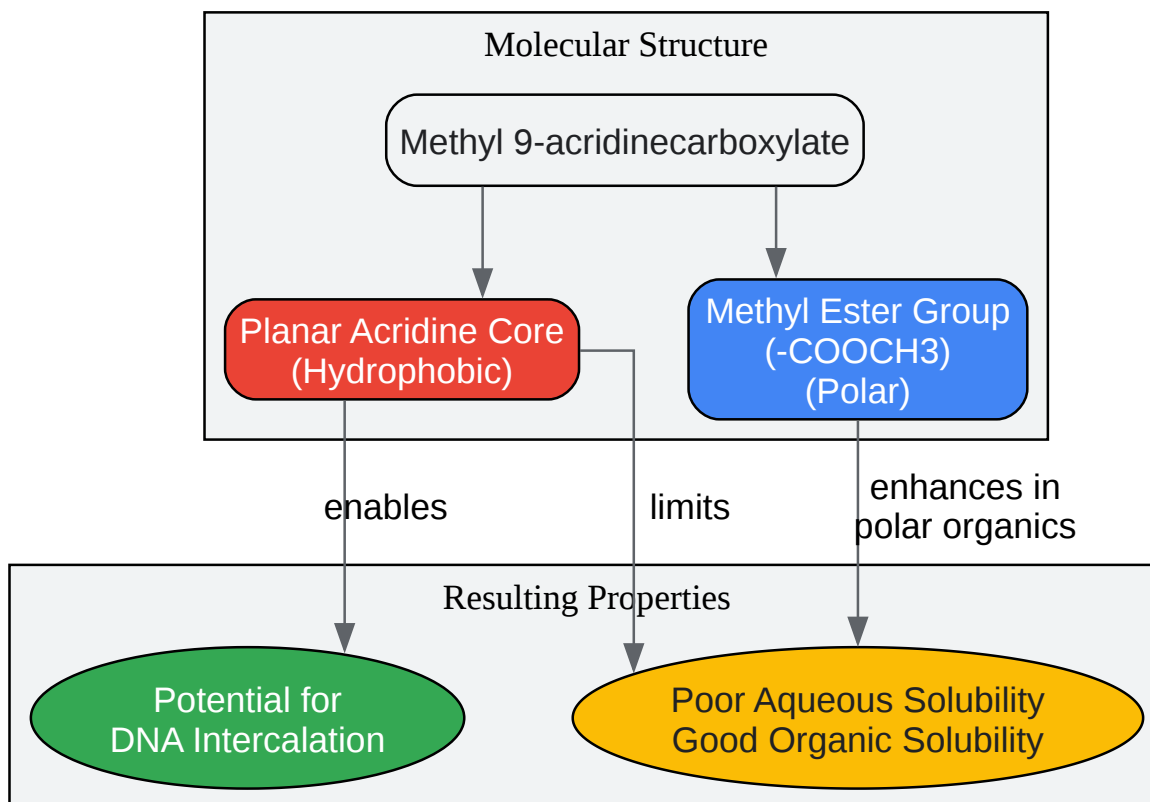 Molecular Structure
Methyl 9-acridinecarboxylate
Planar Acridine Core
(Hydrophobic)
Methyl Ester Group
(-COOCH3)
(Polar)
enables
limits
enhances in
polar organics
Resulting Properties
Potential for
DNA Intercalation
Poor Aqueous Solubility
Good Organic Solubility